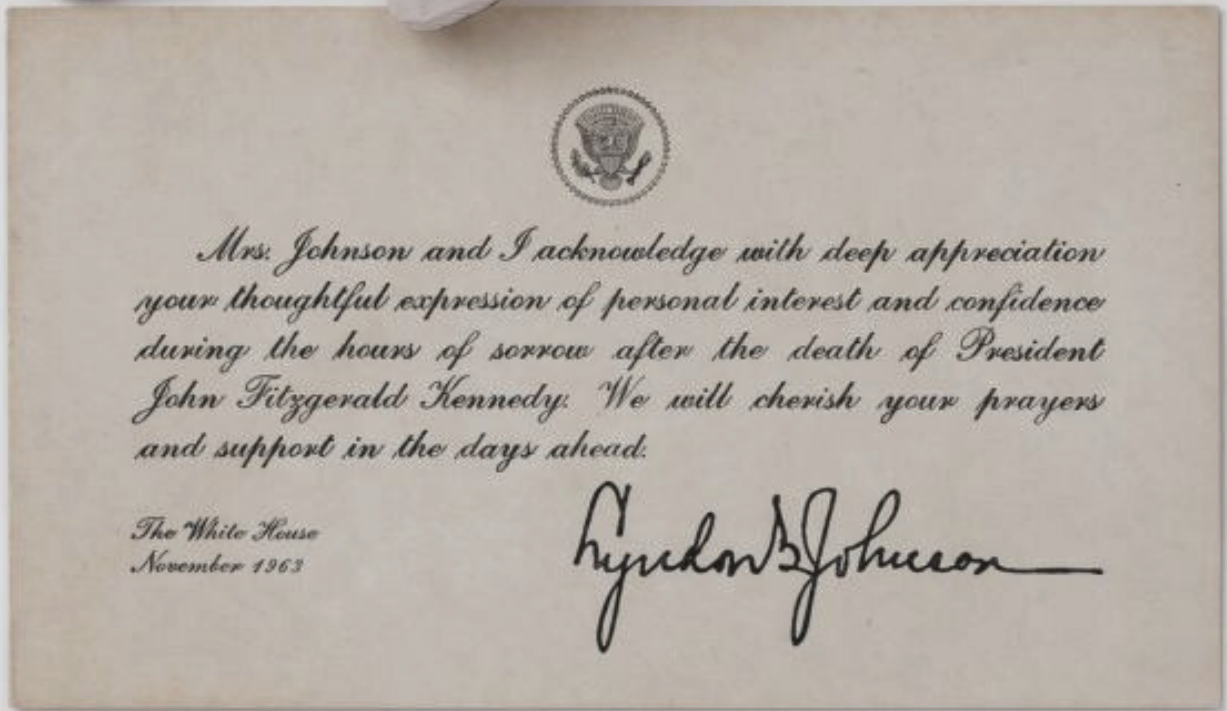 Mrs. Johnson and I acknowledge with deep appreciation
your thoughtful expression of personal interest and confidence
during the hours of sorrow after the death of President
John Fitzgerald Kennedy. We will cherish your prayers
and support in the days ahead.
The White House
November 1963
Lyndon B Johnson